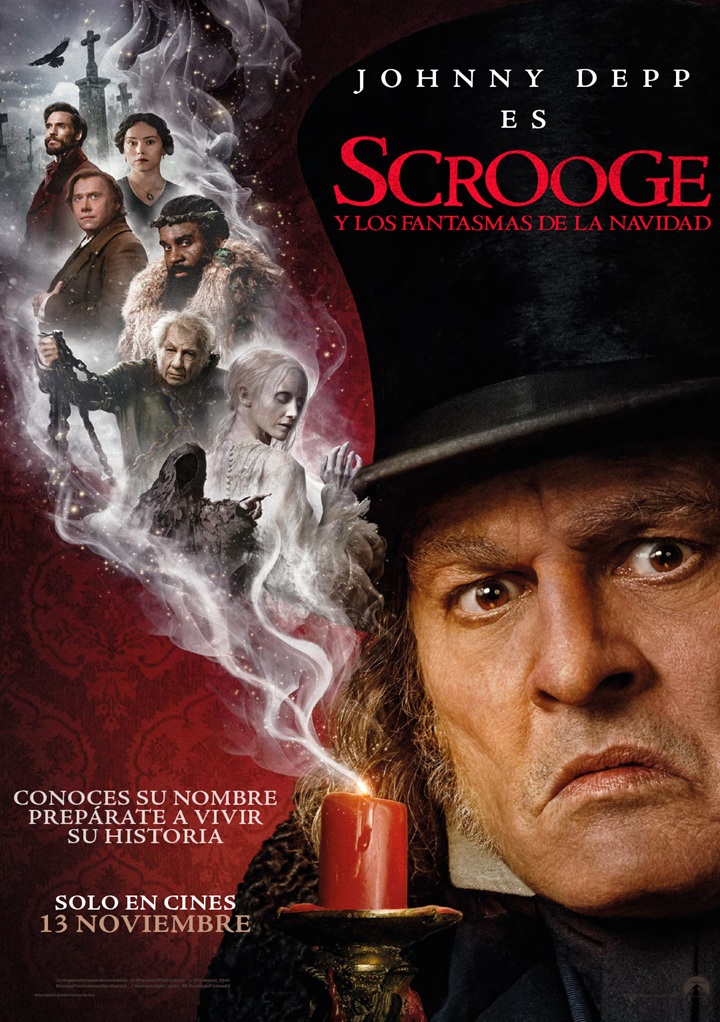 JOHNNY DEPP
ES
SCROOGE
Y LOS FANTASMAS DE LA NAVIDAD
CONOCES SU NOMBRE
PREPÁRATE A VIVIR
SU HISTORIA
SOLO EN CINES
13 NOVIEMBRE